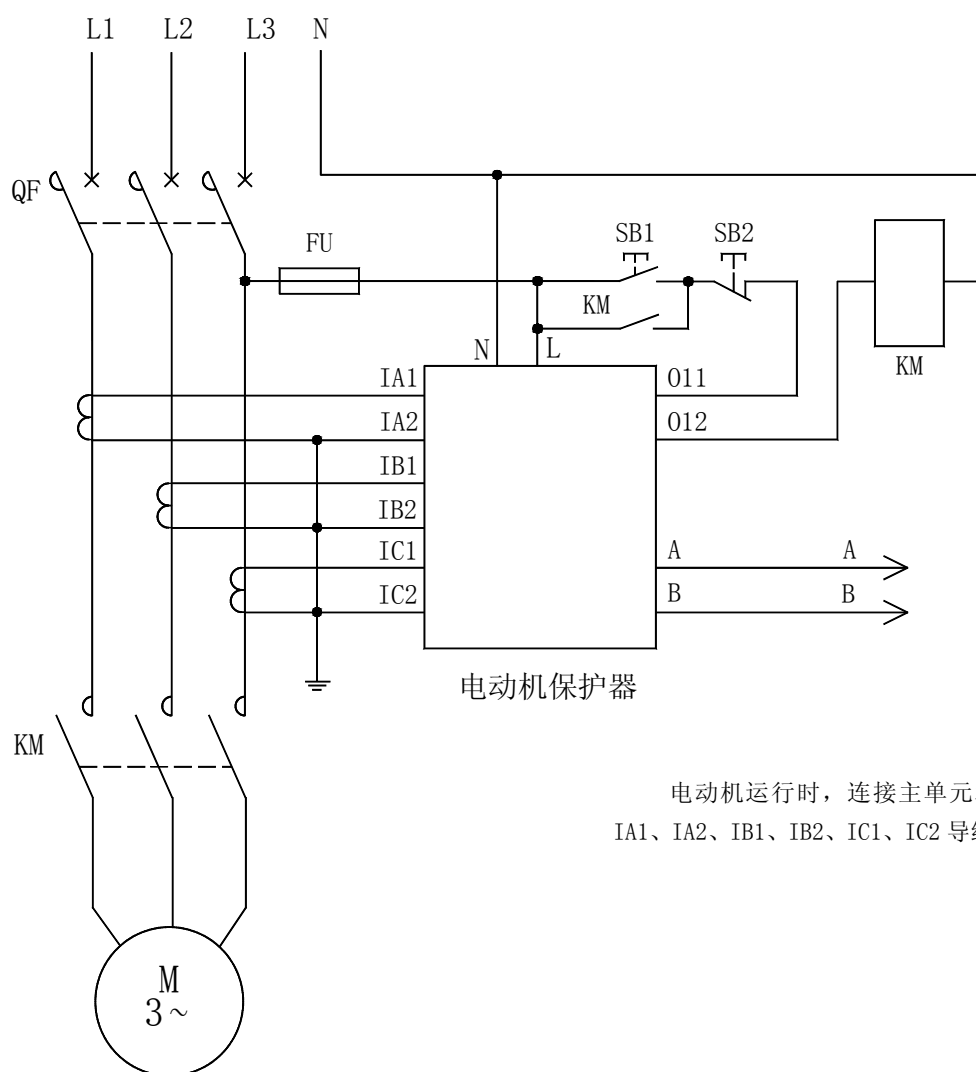 L1 L2 L3 N
QF
FU
SB1 SB2
KM
KM
N L
IA1
IA2
IB1
IB2
IC1
IC2
O11
O12
A A
B B
电动机保护器
KM
电动机运行时，连接主单元
IA1、IA2、IB1、IB2、IC1、IC2 导
M
3~